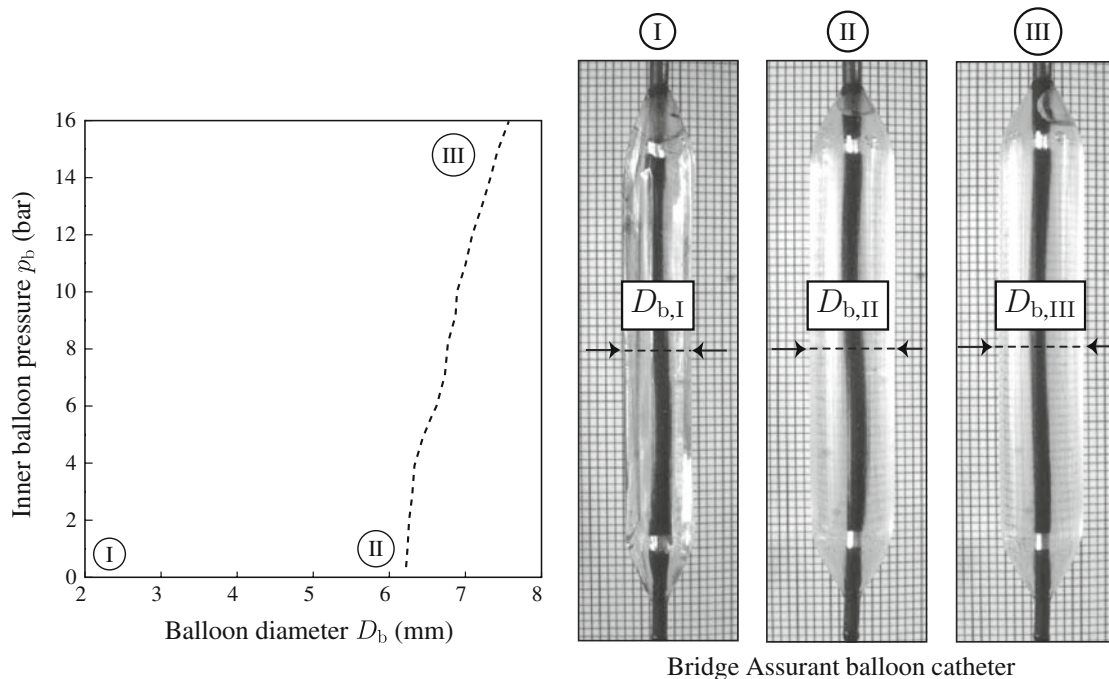 I
II
III
16
14
12
10
8
6
4
2
0
III
II
I
2
3
4
5
6
7
8
Inner balloon pressure p_b (bar)
Balloon diameter D_b (mm)
D_b,I
D_b,II
D_b,III
Bridge Assurant balloon catheter